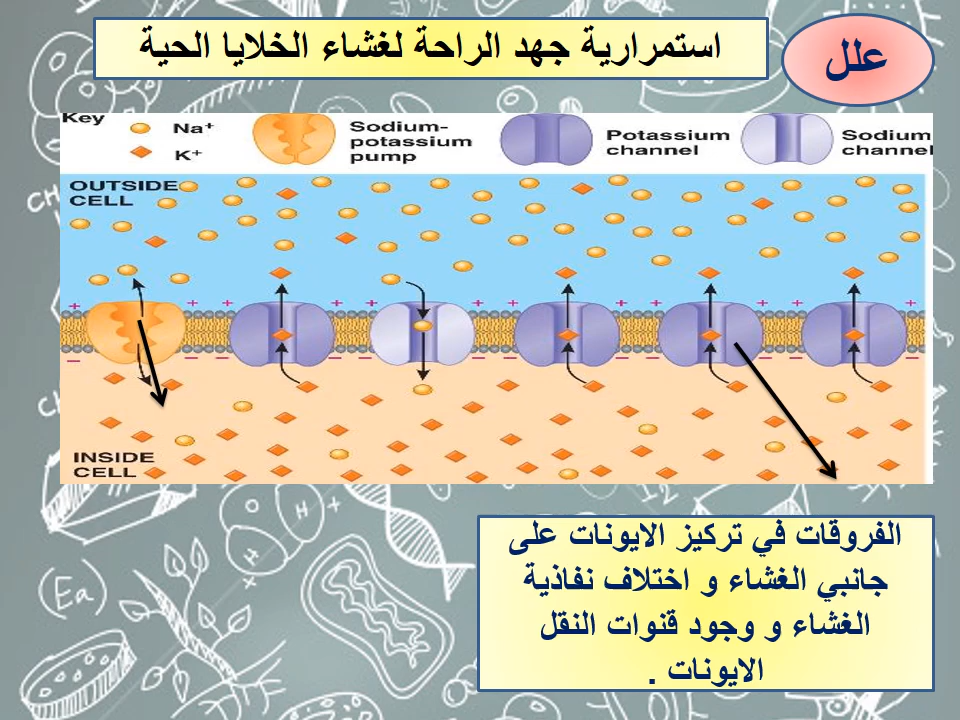 علل
استمرارية جهد الراحة لغشاء الخلايا الحية
Key
Na⁺
K⁺
Sodium-
potassium
pump
Potassium
channel
Sodium
channel
OUTSIDE
CELL
INSIDE
CELL
الفروقات في تركيز الايونات على
جانبي الغشاء و اختلاف نفاذية
الغشاء و وجود قنوات النقل
الايونات .
(Ea)